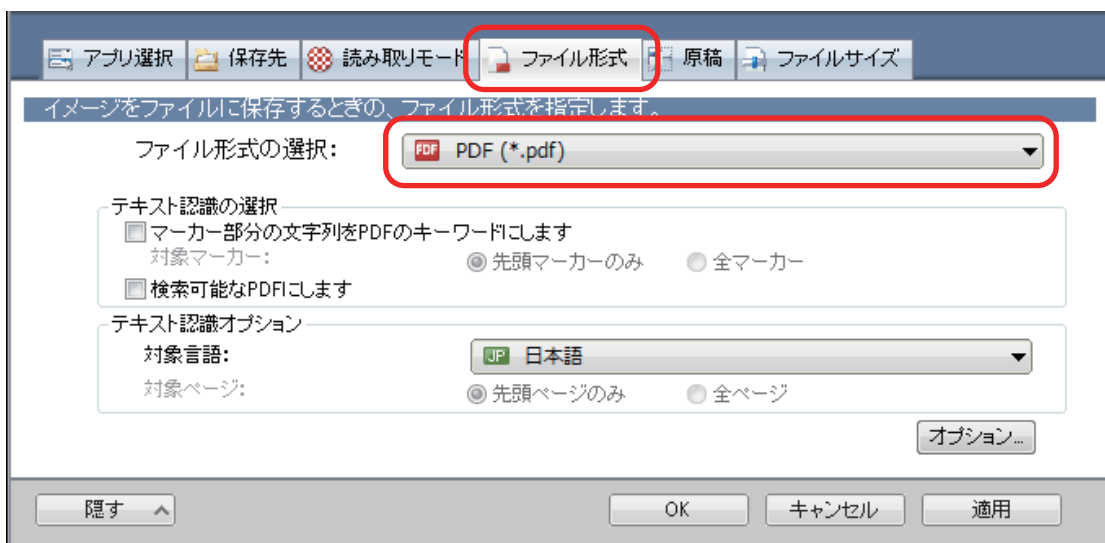 アプリ選択 保存先 読み取りモード ファイル形式 原稿 ファイルサイズ
イメージをファイルに保存するときの、ファイル形式を指定します。
ファイル形式の選択: PDF PDF (*.pdf)
テキスト認識の選択
マーカー部分の文字列をPDFのキーワードにします
対象マーカー: 先頭マーカーのみ 全マーカー
検索可能なPDFにします
テキスト認識オプション
対象言語: JP 日本語
対象ページ: 先頭ページのみ 全ページ
オプション...
隠す OK キャンセル 適用